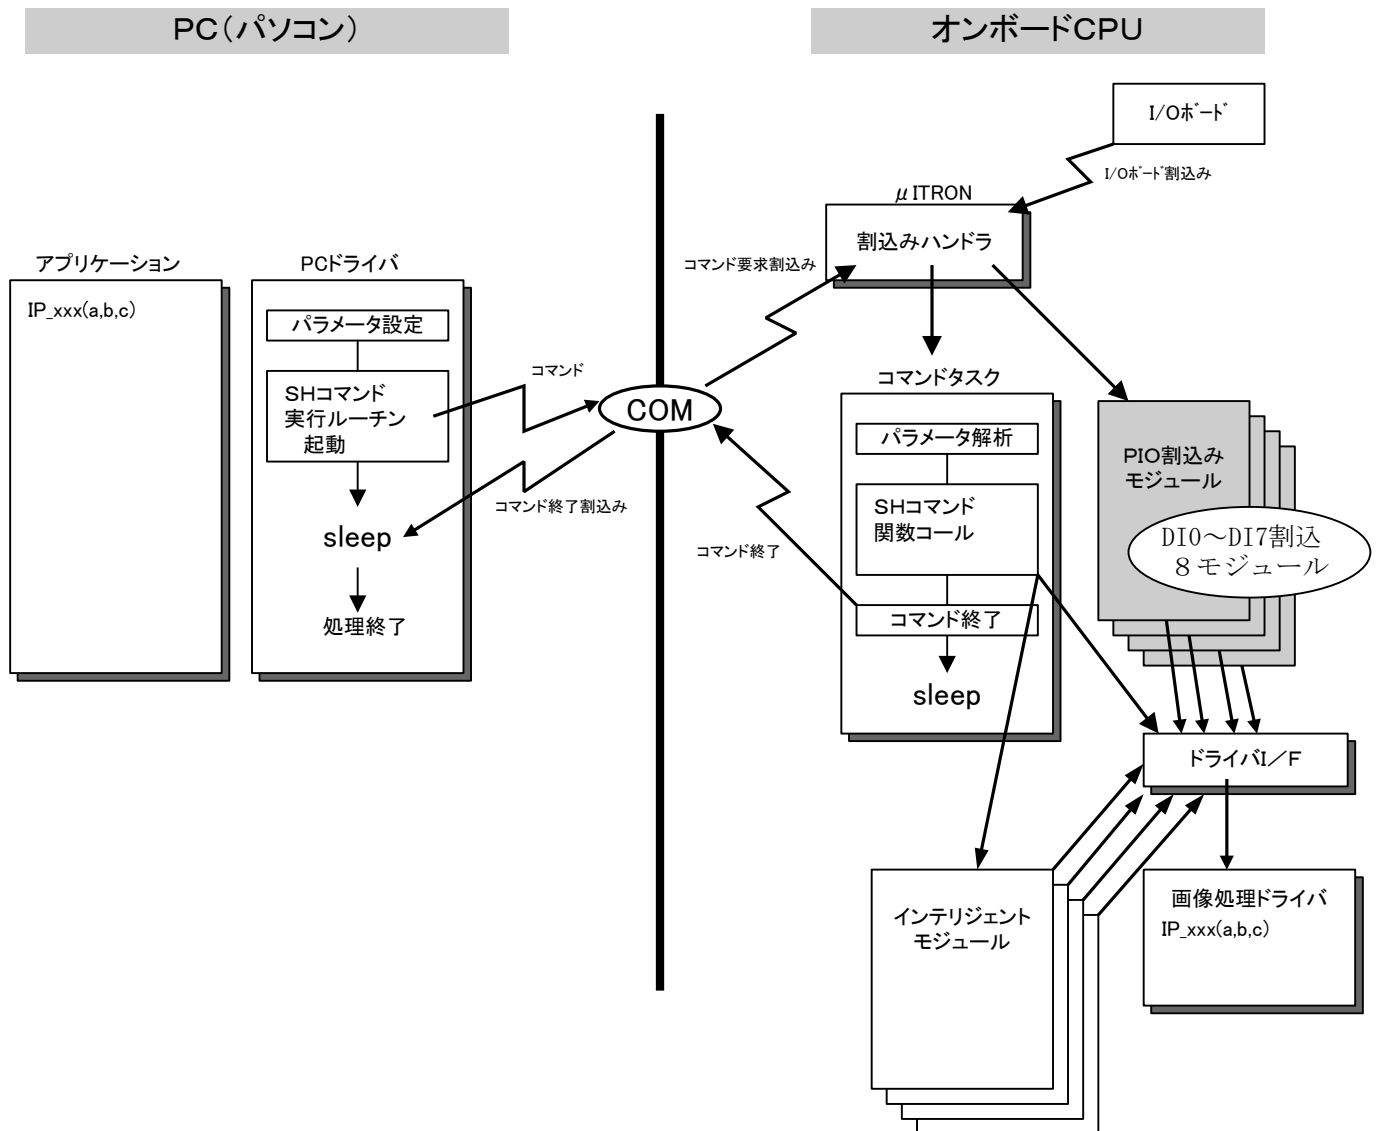 PC(パソコン)
オンボードCPU
I/Oボード
I/Oボード割込み
μITRON
割込みハンドラ
コマンド要求割込み
アプリケーション
IP_xxx(a,b,c)
PCドライバ
パラメータ設定
SHコマンド
実行ルーチン
起動
sleep
処理終了
コマンド
COM
コマンド終了割込み
コマンド終了
コマンドタスク
パラメータ解析
SHコマンド
関数コール
コマンド終了
sleep
PIO割込み
モジュール
DI0~DI7割込
8モジュール
ドライバI/F
インテリジェント
モジュール
画像処理ドライバ
IP_xxx(a,b,c)